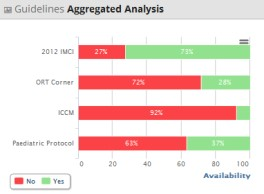 Guidelines Aggregated Analysis
2012 IMCI 27% 73%
ORT Corner 72% 28%
ICCM 92%
Paediatric Protocol 63% 37%
0 20 40 60 80 100
Availability
No Yes